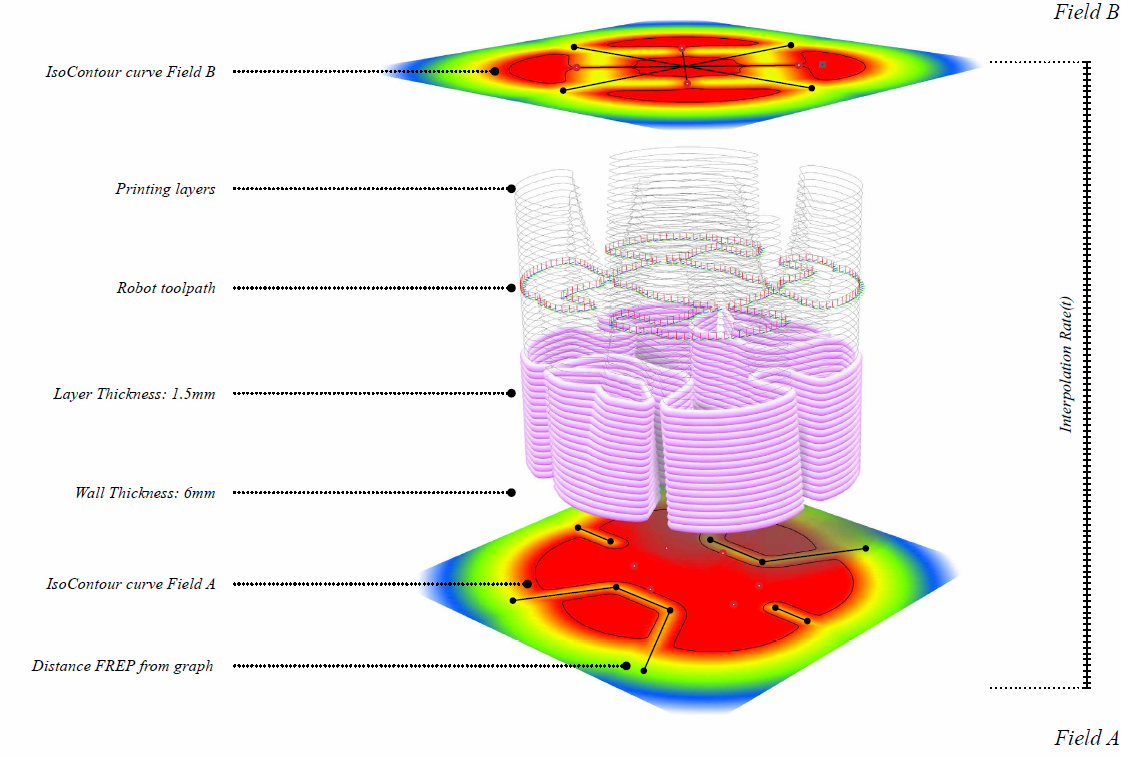 Field B
IsoContour curve Field B
Printing layers
Robot toolpath
Interpolation Rate(t)
Layer Thickness: 1.5mm
Wall Thickness: 6mm
IsoContour curve Field A
Distance FREP from graph
Field A